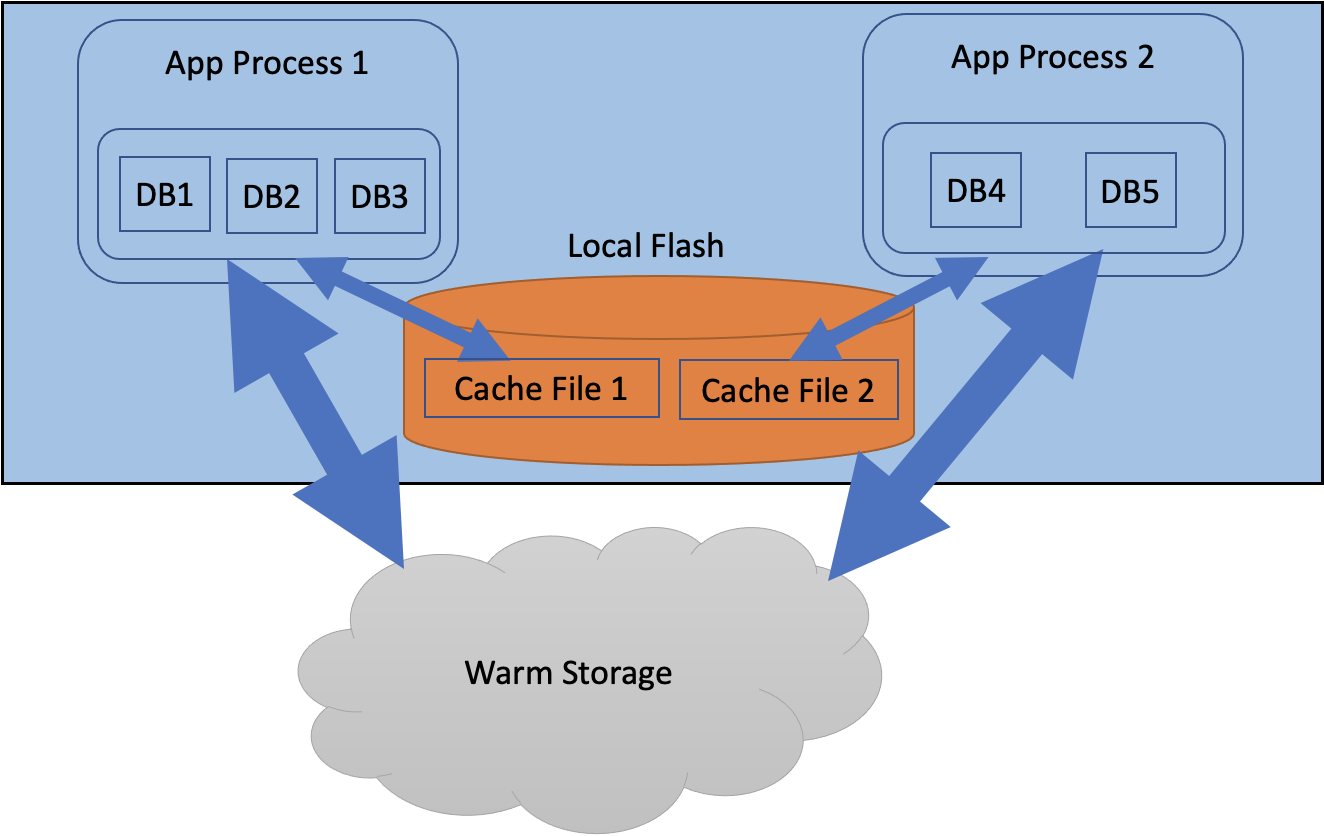 App Process 1
App Process 2
DB1
DB2
DB3
DB4
DB5
Local Flash
Cache File 1
Cache File 2
Warm Storage